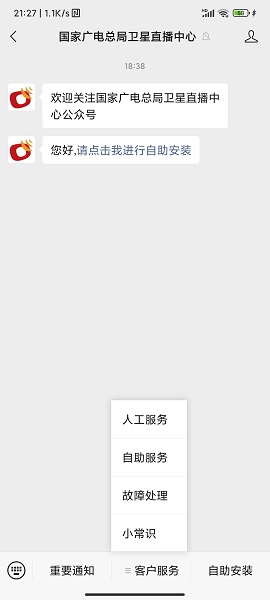 21:27 | 1.1K/s
国家广电总局卫星直播中心
18:38
欢迎关注国家广电总局卫星直播中
心公众号
您好,请点击我进行自助安装
人工服务
自助服务
故障处理
小常识
重要通知
客户服务
自助安装